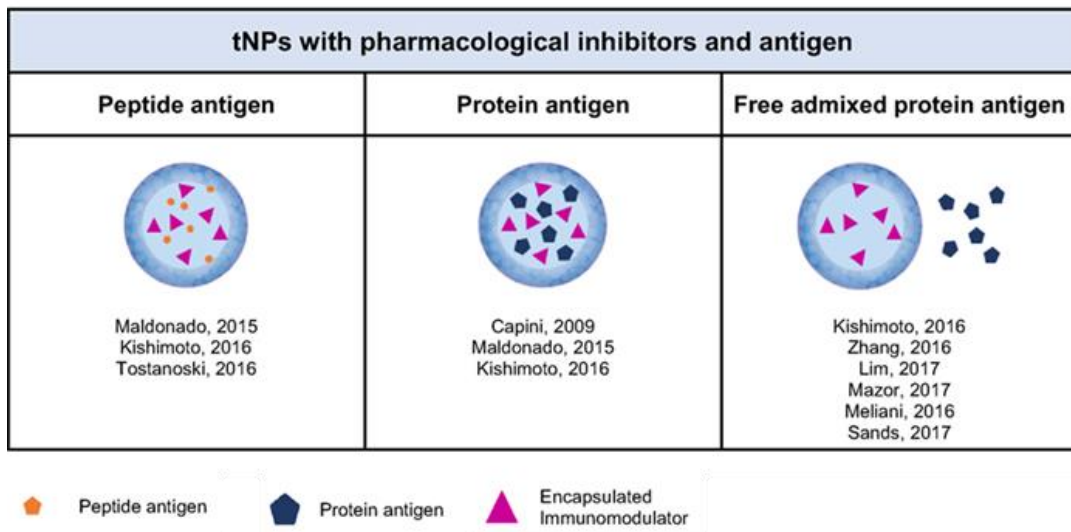 tNPs with pharmacological inhibitors and antigen
Peptide antigen
Protein antigen
Free admixed protein antigen
Maldonado, 2015
Kishimoto, 2016
Tostanoski, 2016
Capini, 2009
Maldonado, 2015
Kishimoto, 2016
Kishimoto, 2016
Zhang, 2016
Lim, 2017
Mazor, 2017
Meliani, 2016
Sands, 2017
Peptide antigen
Protein antigen
Encapsulated
Immunomodulator